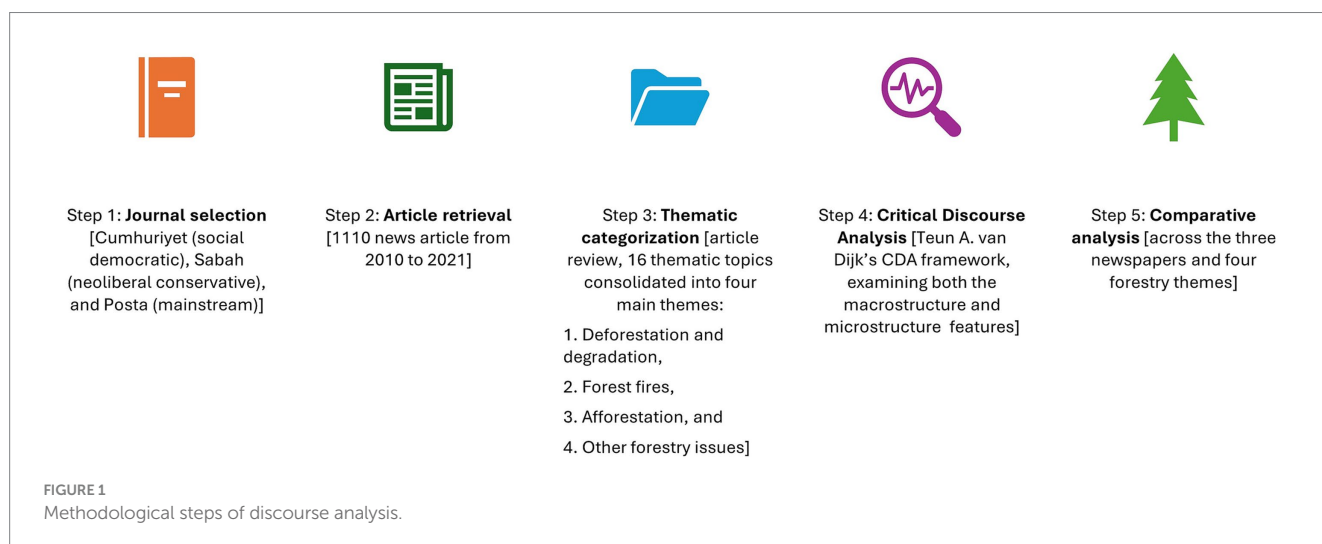 Step 1: Journal selection
[Cumhuriyet (social
democratic), Sabah
(neoliberal conservative),
and Posta (mainstream)]
Step 2: Article retrieval
[1110 news article from
2010 to 2021]
Step 3: Thematic
categorization [article
review, 16 thematic topics
consolidated into four
main themes:
1. Deforestation and
degradation,
2. Forest fires,
3. Afforestation, and
4. Other forestry issues]
Step 4: Critical Discourse
Analysis [Teun A. van
Dijk’s CDA framework,
examining both the
macrostructure and
microstructure features]
Step 5: Comparative
analysis [across the three
newspapers and four
forestry themes]
FIGURE 1
Methodological steps of discourse analysis.